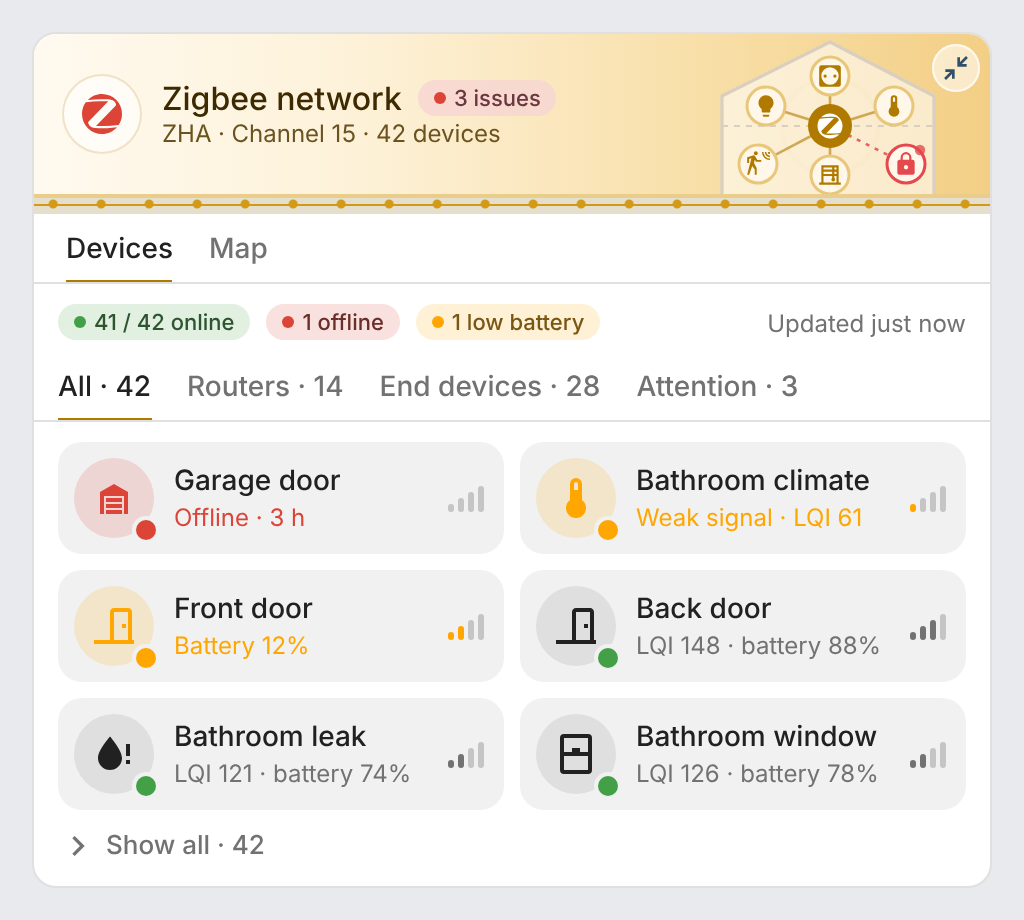 Zigbee network
3 issues
ZHA · Channel 15 · 42 devices
Devices
Map
41 / 42 online
1 offline
1 low battery
Updated just now
All · 42
Routers · 14
End devices · 28
Attention · 3
Garage door
Offline · 3 h
Bathroom climate
Weak signal · LQI 61
Front door
Battery 12%
Back door
LQI 148 · battery 88%
Bathroom leak
LQI 121 · battery 74%
Bathroom window
LQI 126 · battery 78%
Show all · 42